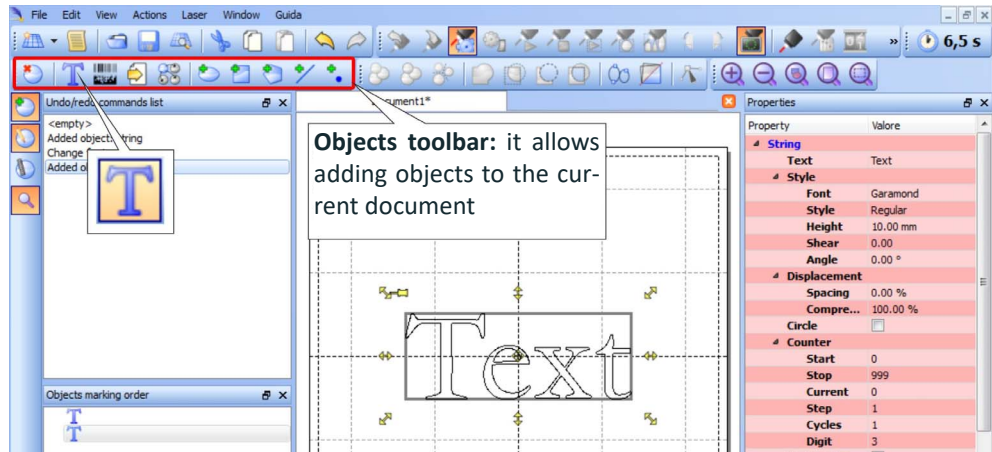 File Edit View Actions Laser Window Guida
» 6,5 s
Undo/redo commands list
Properties
<empty>
Added object: String
Change
Added
Objects toolbar: it allows
adding objects to the cur-
rent document
Property Valore
String
Text Text
Style
Font Garamond
Style Regular
Height 10.00 mm
Shear 0.00
Angle 0.00 °
Displacement
Spacing 0.00 %
Compre... 100.00 %
Circle
Counter
Start 0
Stop 999
Current 0
Step 1
Cycles 1
Digit 3
Text
Objects marking order
T
T
T